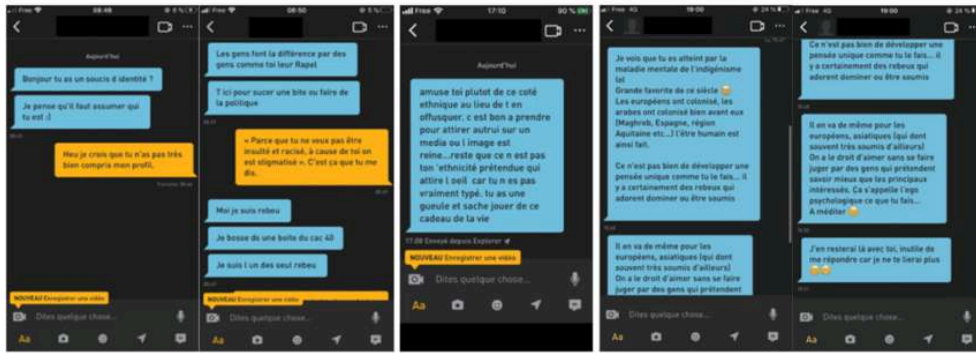 Free 08:48 6 %
Aujourd'hui
Bonjour tu as un soucis d identité ?
Je pense qu'il faut assumer qui
tu est :)
Heu je crois que tu n'as pas très
bien compris mon profil.
NOUVEAU Enregistrer une vidéo
Dites quelque chose...
Aa
Free 08:50 5 %
Les gens font la différence par des
gens comme toi leur Rapel
T ici pour sucer une bite ou faire de
la politique
« Parce que tu ne veux pas être
insulté et racisé, à cause de toi on
est stigmatisé ». C'est ça que tu me
dis.
Moi je suis rebeu
Je bosse ds une boite du cac 40
Je suis l un des seul rebeu
NOUVEAU Enregistrer une vidéo
Dites quelque chose...
Aa
Free 17:10 80 %
Aujourd'hui
amuse toi plutot de ce coté
ethnique au lieu de t en
offusquer. c est bon a prendre
pour attirer autrui sur un
media ou l image est
reine...reste que ce n est pas
ton 'ethnicité prétendue qui
attire l oeil car tu n es pas
vraiment typé. tu as une
gueule et sache jouer de ce
cadeau de la vie
17:08 Envoyé depuis Explorer
NOUVEAU Enregistrer une vidéo
Dites quelque chose...
Aa
Free 4G 19:00 24 %
Je vois que tu es atteint par la
maladie mentale de l'indigénisme
lol
Grande favorite de ce siècle
Les européens ont colonisé, les
arabes ont colonisé bien avant eux
(Maghreb, Espagne, région
Aquitaine etc...) l'être humain est
ainsi fait.
Ce n'est pas bien de développer une
pensée unique comme tu le fais... il
y a certainement des rebeus qui
adorent dominer ou être soumis
Il en va de même pour les
européens, asiatiques (qui dont
souvent très soumis d'ailleurs)
On a le droit d'aimer sans se faire
juger par des gens qui prétendent
Dites quelque chose...
Aa
Free 4G 19:00 24 %
Ce n'est pas bien de développer une
pensée unique comme tu le fais... il
y a certainement des rebeus qui
adorent dominer ou être soumis
Il en va de même pour les
européens, asiatiques (qui dont
souvent très soumis d'ailleurs)
On a le droit d'aimer sans se faire
juger par des gens qui prétendent
savoir mieux que les principaux
intéressés. Ca s'appelle l'ego
psychologique ce que tu fais...
A méditer
J'en resterai là avec toi, inutile de
me répondre car je ne te lierai plus
Dites quelque chose...
Aa